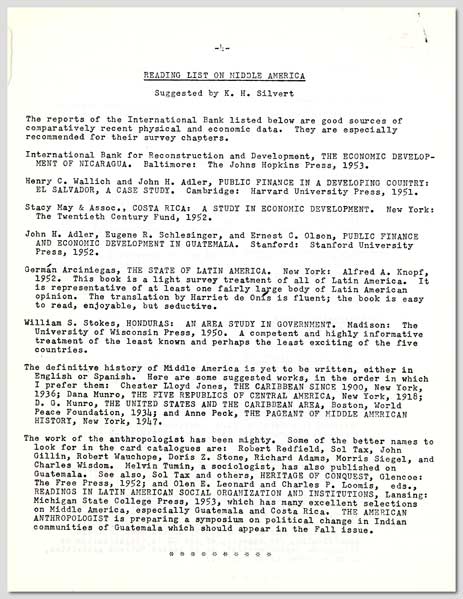 -4-
READING LIST ON MIDDLE AMERICA
Suggested by K. H. Silvert
The reports of the International Bank listed below are good sources of
comparatively recent physical and economic data. They are especially
recommended for their survey chapters.
International Bank for Reconstruction and Development, THE ECONOMIC DEVELOP-
MENT OF NICARAGUA. Baltimore: The Johns Hopkins Press, 1953.
Henry C. Wallich and John H. Adler, PUBLIC FINANCE IN A DEVELOPING COUNTRY:
EL SALVADOR, A CASE STUDY. Cambridge: Harvard University Press, 1951.
Stacy May & Assoc., COSTA RICA: A STUDY IN ECONOMIC DEVELOPMENT. New York:
The Twentieth Century Fund, 1952.
John H. Adler, Eugene R. Schlesinger, and Ernest C. Olson, PUBLIC FINANCE
AND ECONOMIC DEVELOPMENT IN GUATEMALA. Stanford: Stanford University
Press, 1952.
Germán Arciniegas, THE STATE OF LATIN AMERICA. New York: Alfred A. Knopf,
1952. This book is a light survey treatment of all of Latin America. It
is representative of at least one fairly large body of Latin American
opinion. The translation by Harriet de Onís is fluent; the book is easy
to read, enjoyable, but seductive.
William S. Stokes, HONDURAS: AN AREA STUDY IN GOVERNMENT. Madison: The
University of Wisconsin Press, 1950. A competent and highly informative
treatment of the least known and perhaps the least exciting of the five
countries.
The definitive history of Middle America is yet to be written, either in
English or Spanish. Here are some suggested works, in the order in which
I prefer them: Chester Lloyd Jones, THE CARIBBEAN SINCE 1900, New York,
1936; Dana Munro, THE FIVE REPUBLICS OF CENTRAL AMERICA, New York, 1918;
D. G. Munro, THE UNITED STATES AND THE CARIBBEAN AREA, Boston, World
Peace Foundation, 1934; and Anne Peck, THE PAGEANT OF MIDDLE AMERICAN
HISTORY, New York, 1947.
The work of the anthropologist has been mighty. Some of the better names to
look for in the card catalogues are: Robert Redfield, Sol Tax, John
Gillin, Robert Wauchope, Doris Z. Stone, Richard Adams, Morris Siegel, and
Charles Wisdom. Melvin Tumin, a sociologist, has also published on
Guatemala. See also, Sol Tax and others, HERITAGE OF CONQUEST, Glencoe:
The Free Press, 1952; and Olen E. Leonard and Charles P. Loomis, eds.,
READINGS IN LATIN AMERICAN SOCIAL ORGANIZATION AND INSTITUTIONS, Lansing:
Michigan State College Press, 1953, which has many excellent selections
on Middle America, especially Guatemala and Costa Rica. THE AMERICAN
ANTHROPOLOGIST is preparing a symposium on political change in Indian
communities of Guatemala which should appear in the Fall issue.
* * * * * * * * * *